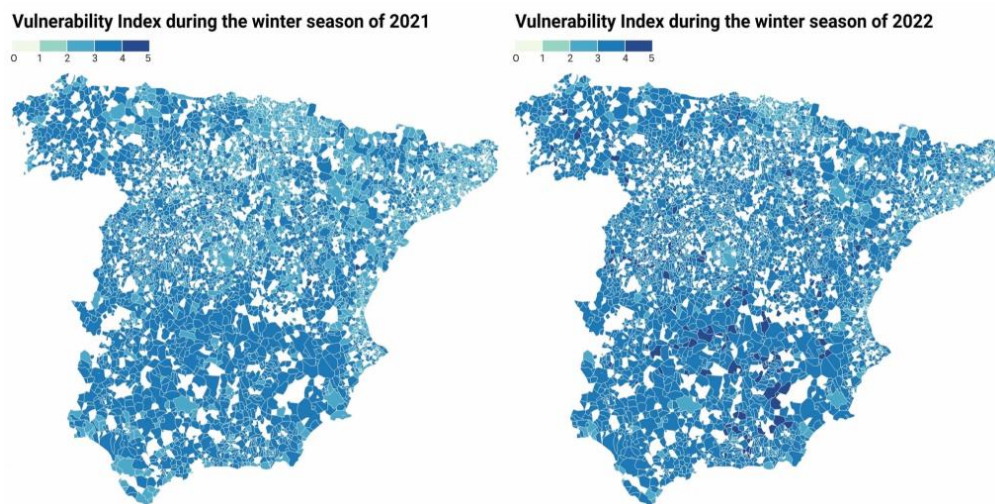 Vulnerability Index during the winter season of 2021
0 1 2 3 4 5
Vulnerability Index during the winter season of 2022
0 1 2 3 4 5